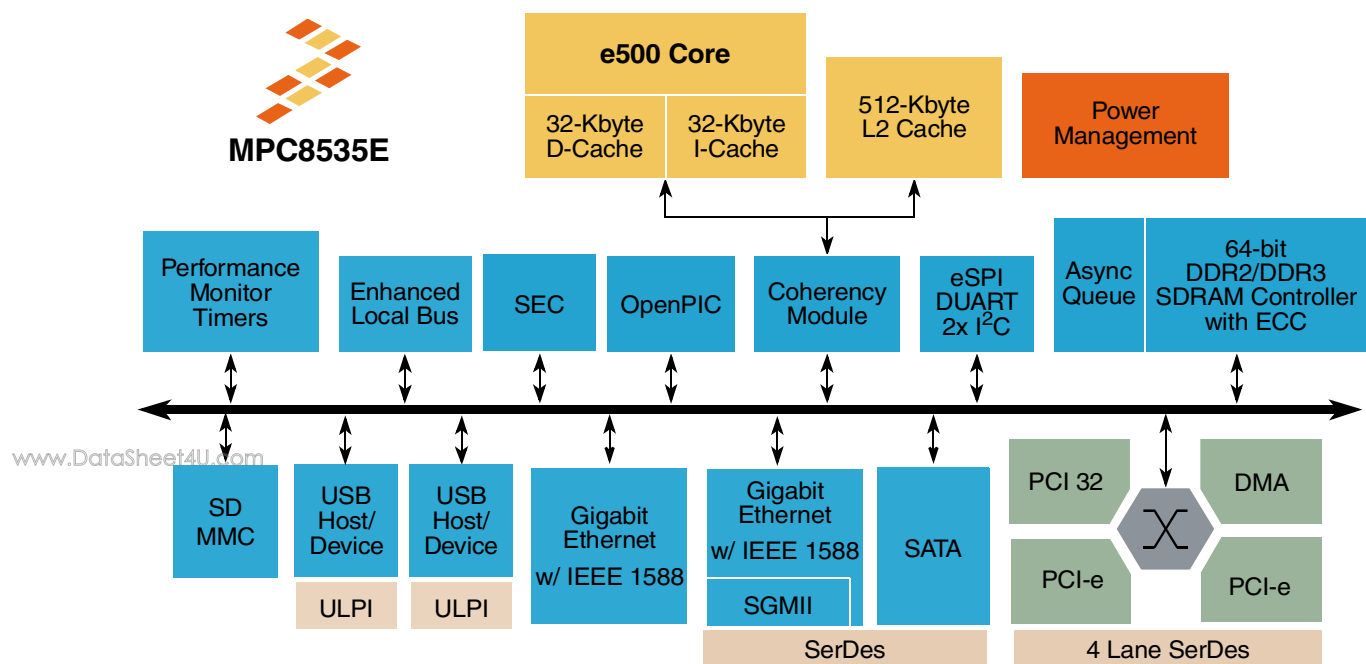 MPC8535E
e500 Core
32-Kbyte
D-Cache
32-Kbyte
I-Cache
512-Kbyte
L2 Cache
Power
Management
Performance
Monitor
Timers
Enhanced
Local Bus
SEC
OpenPIC
Coherency
Module
eSPI
DUART
2x I²C
Async
Queue
64-bit
DDR2/DDR3
SDRAM Controller
with ECC
www.DataSheet4U.com
SD
MMC
USB
Host/
Device
ULPI
USB
Host/
Device
ULPI
Gigabit
Ethernet
w/ IEEE 1588
Gigabit
Ethernet
w/ IEEE 1588
SGMII
SATA
SerDes
PCI 32
DMA
PCI-e
PCI-e
4 Lane SerDes